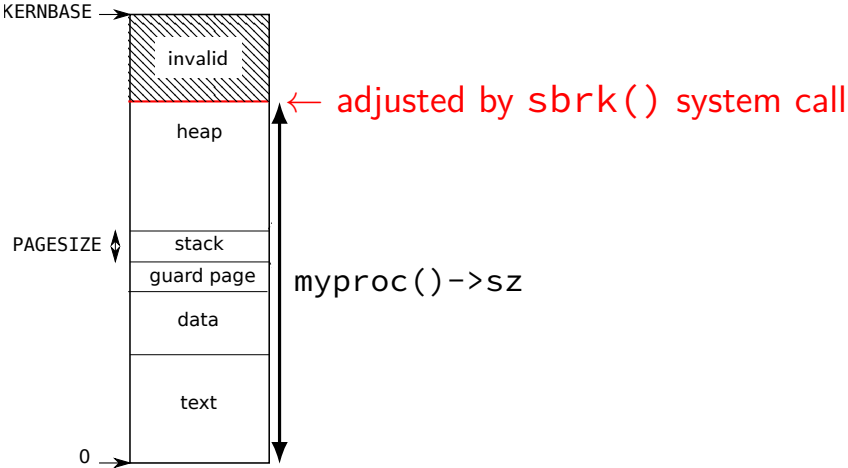 KERNBASE
invalid
← adjusted by sbrk() system call
heap
PAGESIZE
stack
guard page
myproc()->sz
data
text
0